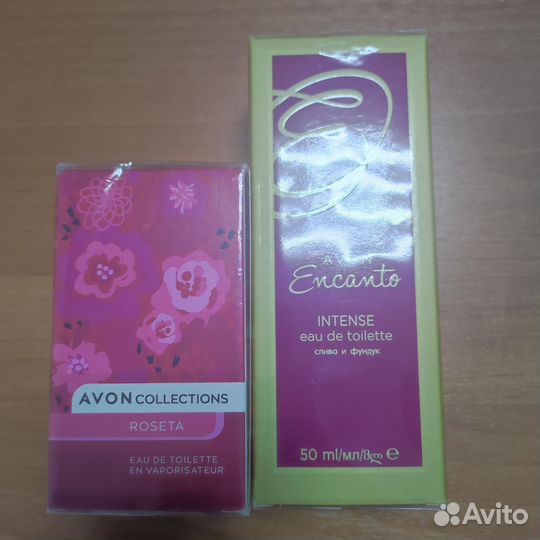 AVON COLLECTIONS
ROSETA
EAU DE TOILETTE
EN VAPORISATEUR
AVON
Encanto
INTENSE
eau de toilette
слива и фундук
50 ml/мл/მლ ℮
Avito